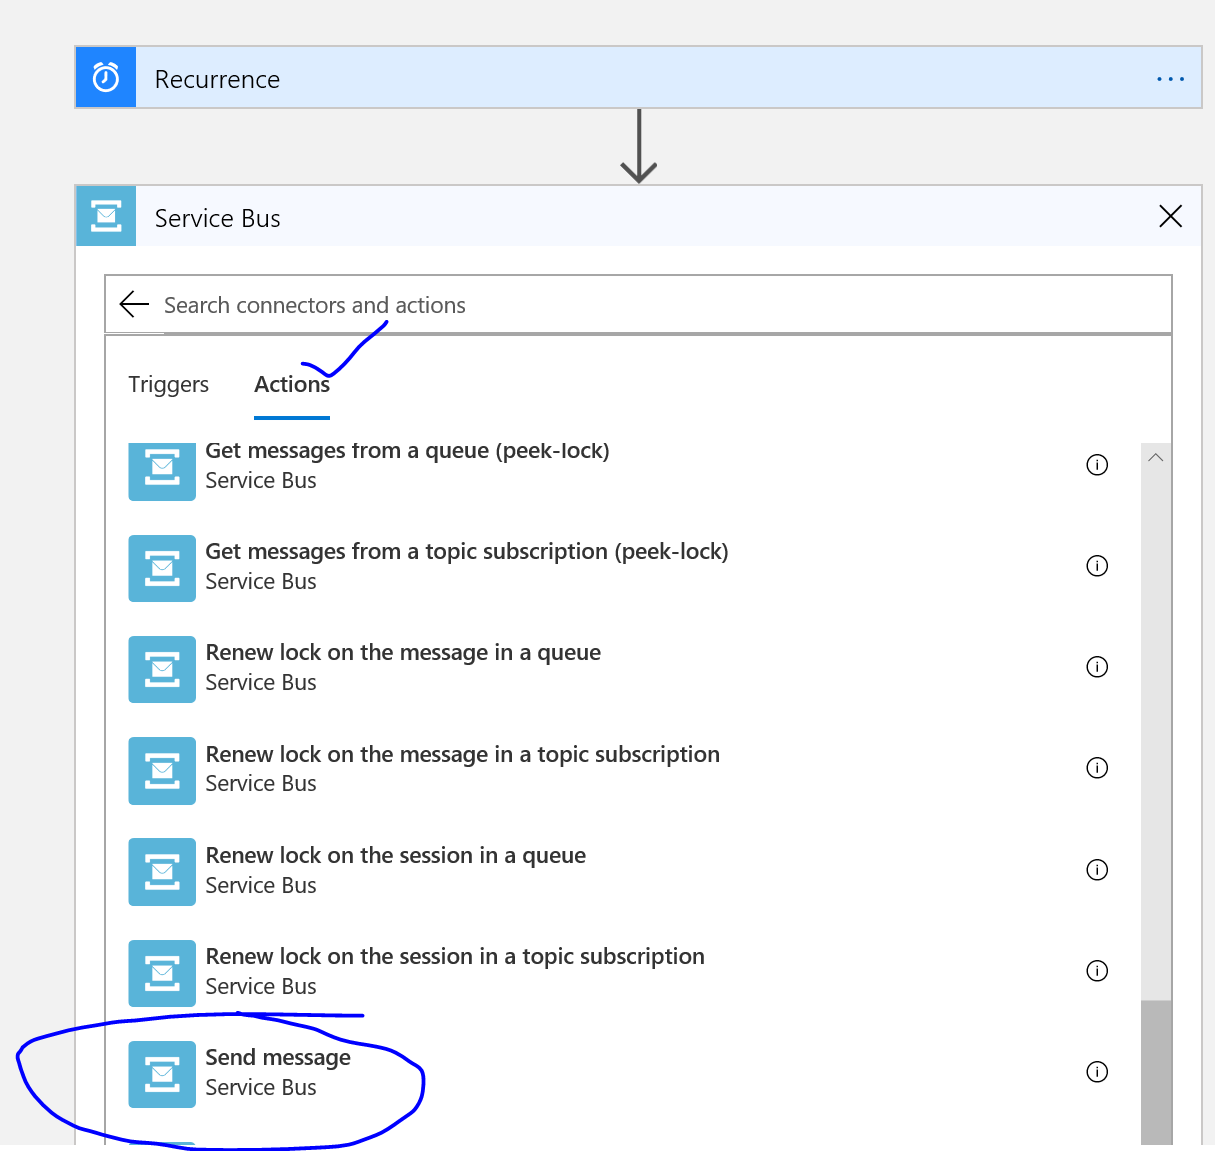 Recurrence
Service Bus
Search connectors and actions
Triggers Actions
Get messages from a queue (peek-lock)
Service Bus
Get messages from a topic subscription (peek-lock)
Service Bus
Renew lock on the message in a queue
Service Bus
Renew lock on the message in a topic subscription
Service Bus
Renew lock on the session in a queue
Service Bus
Renew lock on the session in a topic subscription
Service Bus
Send message
Service Bus